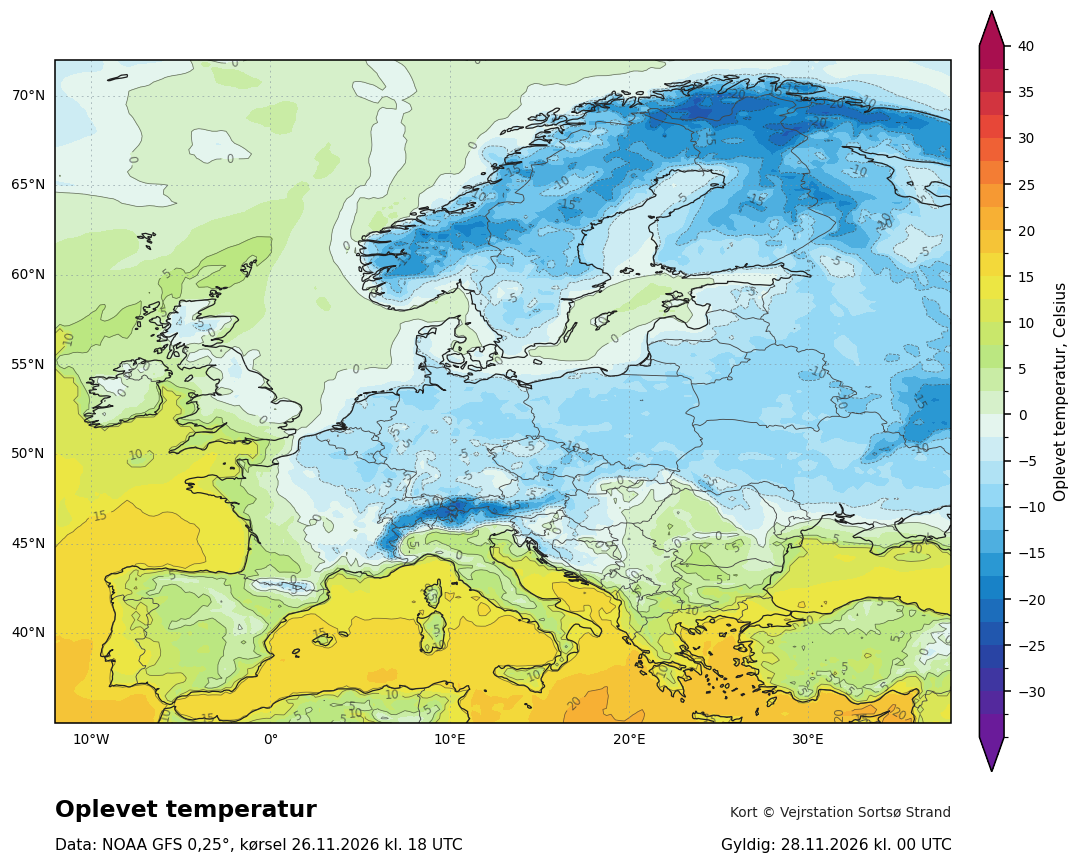 40
35
30
25
20
15
10
5
0
−5
−10
−15
−20
−25
−30
Oplevet temperatur, Celsius
70°N
65°N
60°N
55°N
50°N
45°N
40°N
10°W
0°
10°E
20°E
30°E
Oplevet temperatur
Kort © Vejrstation Sortsø Strand
Data: NOAA GFS 0,25°, kørsel 26.11.2026 kl. 18 UTC
Gyldig: 28.11.2026 kl. 00 UTC